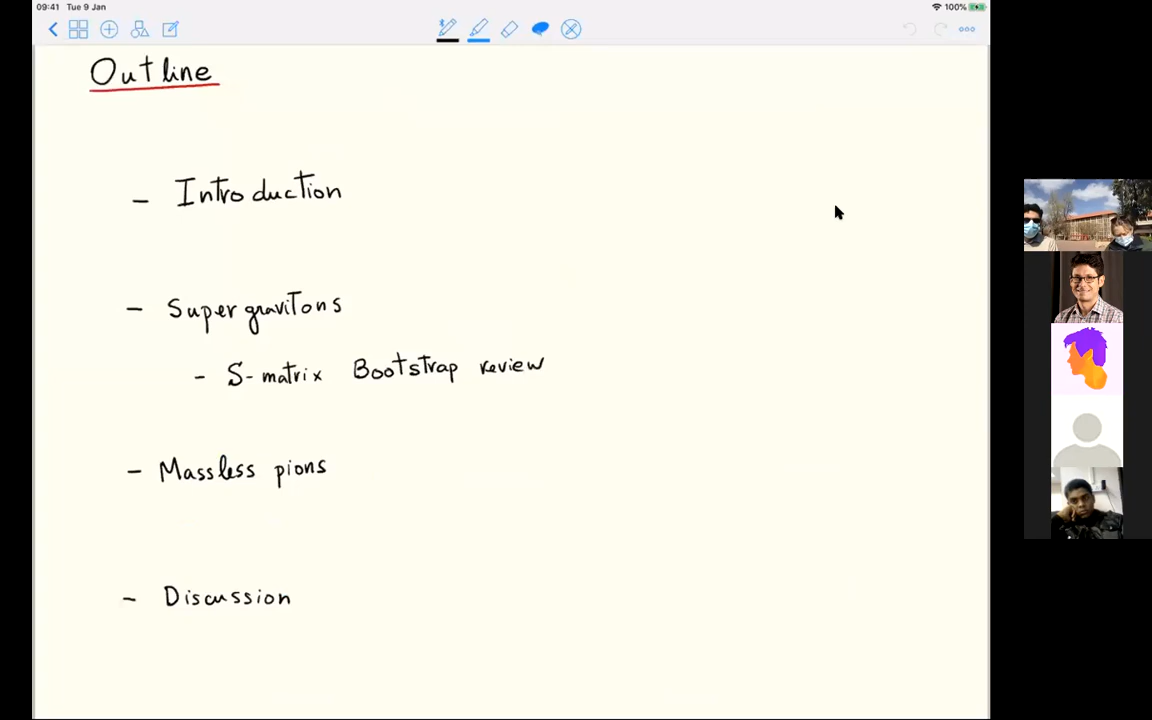 09:41 Tue 9 Jan
100%
Outline
- Introduction
- Supergravitons
- S-matrix Bootstrap review
- Massless pions
- Discussion